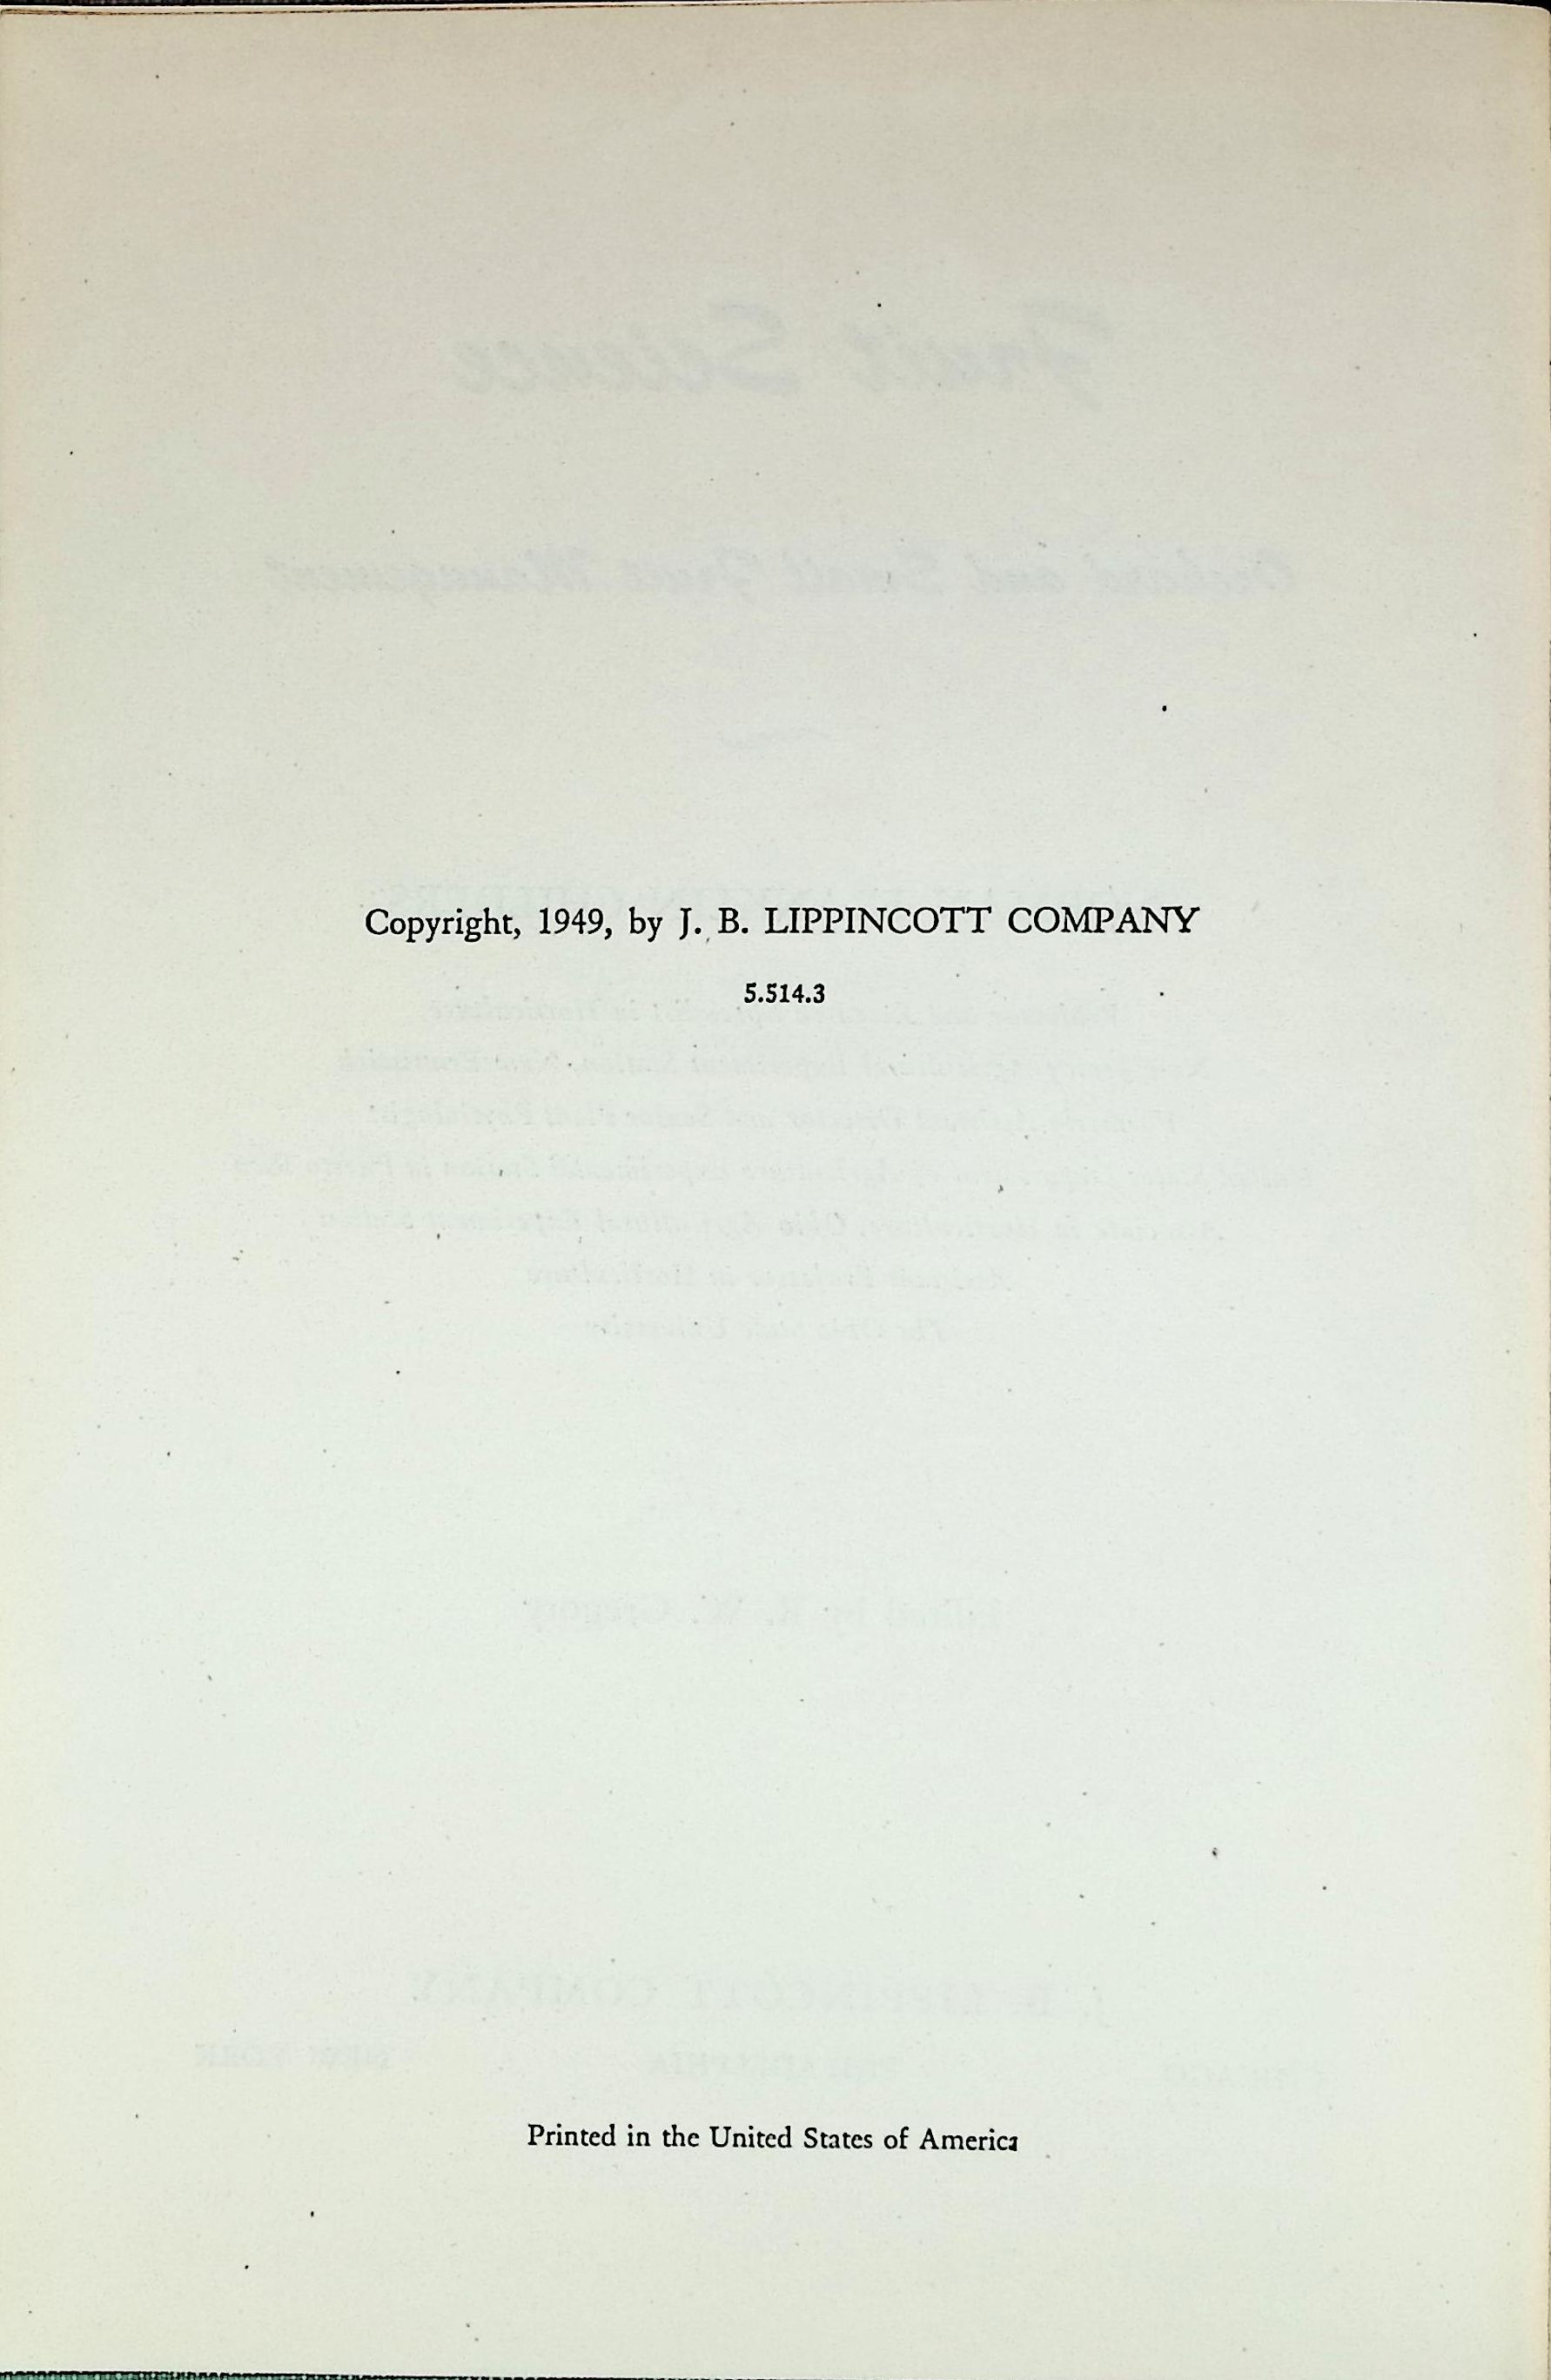 Copyright, 1949, by J. B. LIPPINCOTT COMPANY
5.514.3
Printed in the United States of America